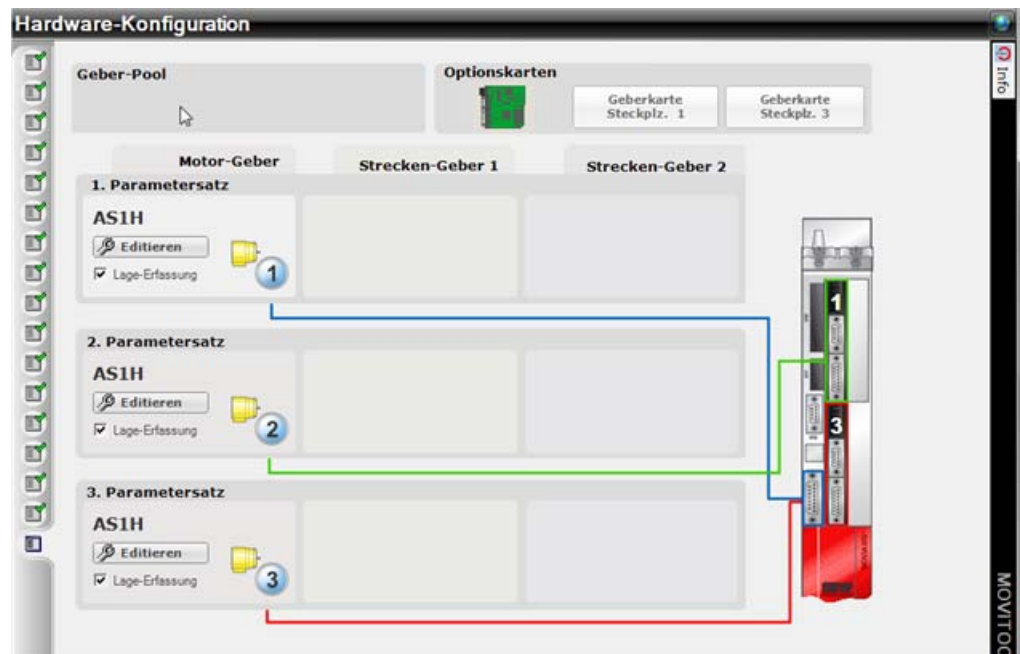 Hardware-Konfiguration
Info
Geber-Pool
Optionskarten
Geberkarte
Steckplz. 1
Geberkarte
Steckplz. 3
Motor-Geber
Strecken-Geber 1
Strecken-Geber 2
1. Parametersatz
AS1H
Editieren
Lage-Erfassung
1
2. Parametersatz
AS1H
Editieren
Lage-Erfassung
2
3. Parametersatz
AS1H
Editieren
Lage-Erfassung
3
1
3
MOVITOO